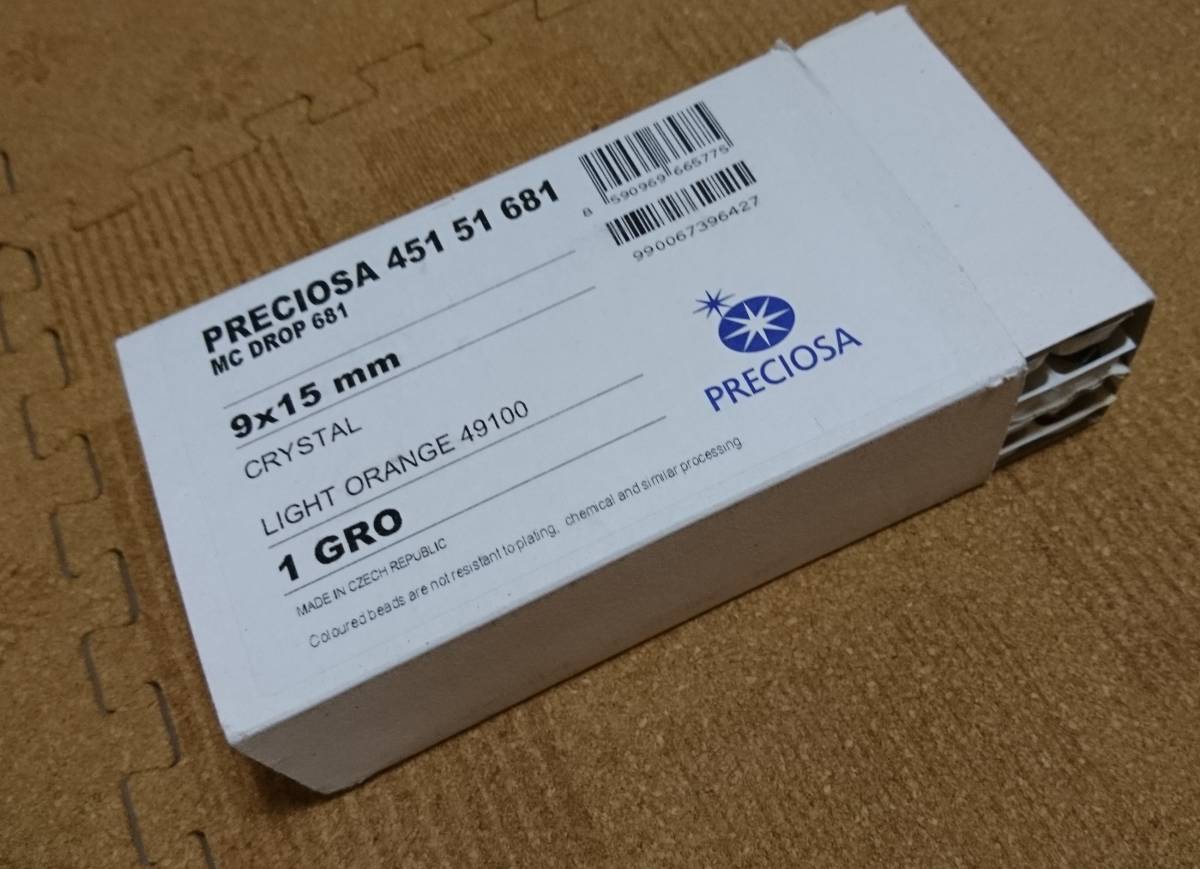 PRECIOSA 451 51 681
MC DROP 681
9x15 mm
CRYSTAL
LIGHT ORANGE 49100
1 GRO
MADE IN CZECH REPUBLIC
Coloured beads are not resistant to plating, chemical and similar processing
8 590969 665775
990067396427
PRECIOSA